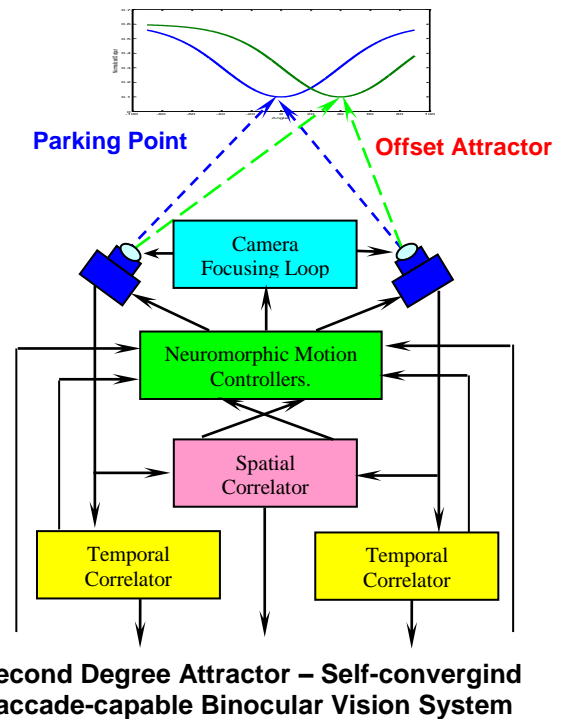 Parking Point
Offset Attractor
Camera
Focusing Loop
Neuromorphic Motion
Controllers.
Spatial
Correlator
Temporal
Correlator
Temporal
Correlator
econd Degree Attractor – Self-convergind
accade-capable Binocular Vision System